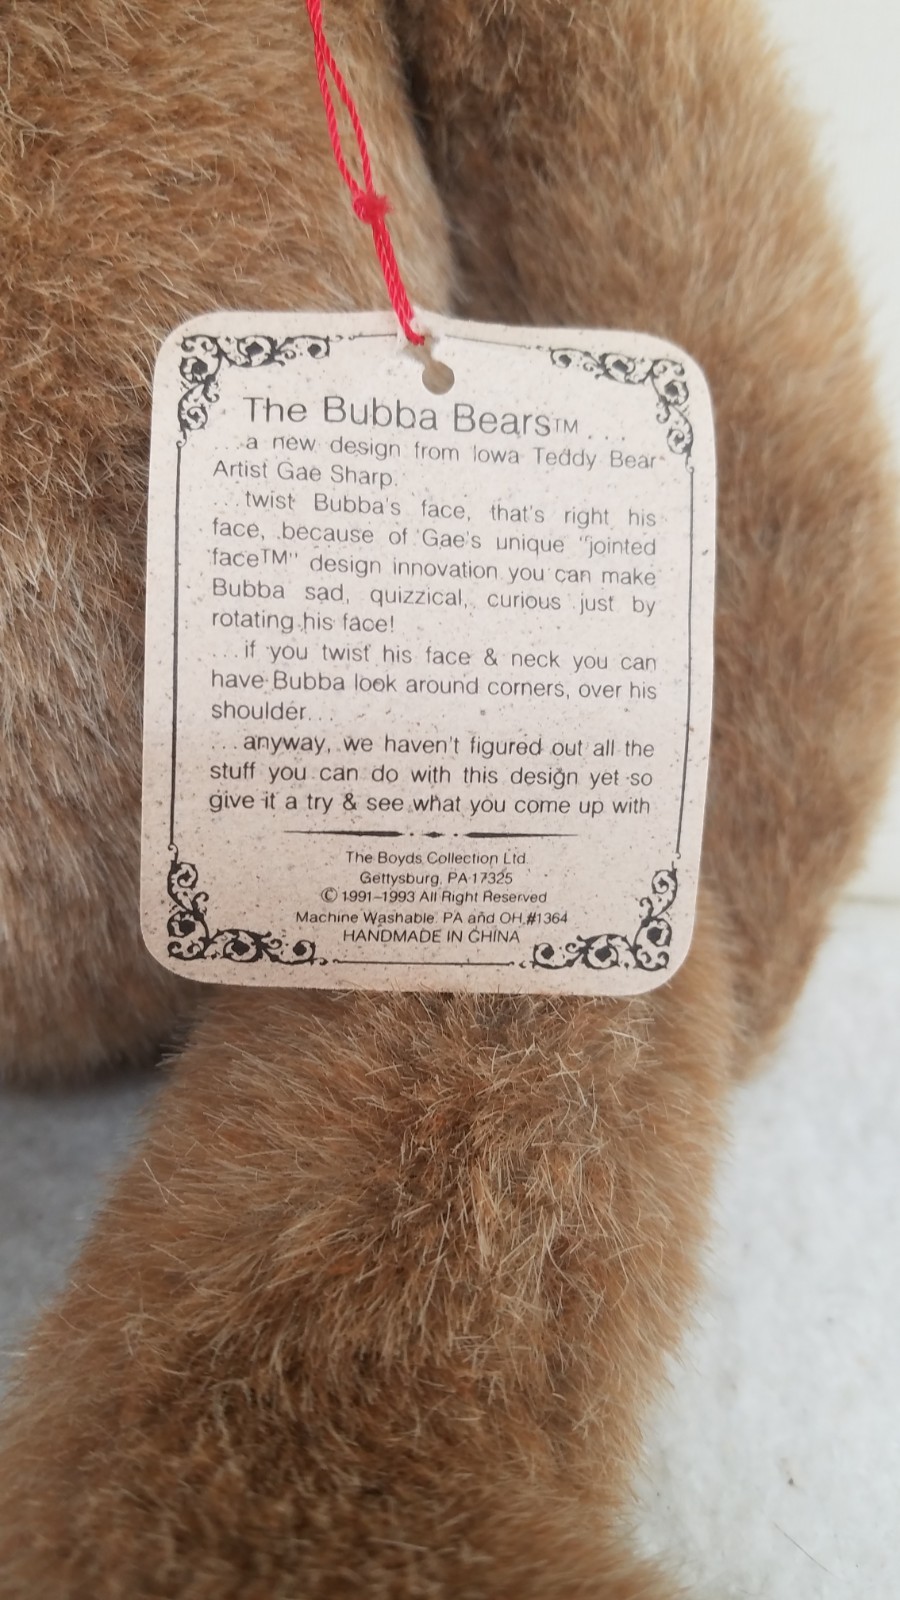 The Bubba Bears™...
...a new design from Iowa Teddy Bear
Artist Gae Sharp.
...twist Bubba's face, that's right his
face, because of Gae's unique "jointed
face™" design innovation you can make
Bubba sad, quizzical, curious just by
rotating his face!
...if you twist his face & neck you can
have Bubba look around corners, over his
shoulder...
...anyway, we haven't figured out all the
stuff you can do with this design yet so
give it a try & see what you come up with
The Boyds Collection Ltd.
Gettysburg, PA 17325
© 1991-1993 All Right Reserved
Machine Washable. PA and OH #1364
HANDMADE IN CHINA